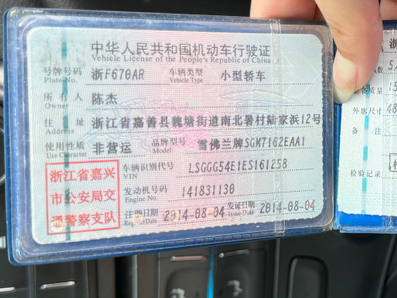 中华人民共和国机动车行驶证
Vehicle License of the People's Republic of China
号牌号码 浙F670AR 车辆类型 小型轿车
Plate No. Vehicle Type
所有人 陈杰
Owner
住址 浙江省嘉善县魏塘街道南北暑村陆家浜12号
Address
使用性质 非营运 品牌型号 雪佛兰牌SGM7162EAA1
Use Character Model
浙江省嘉兴
市公安局交
通警察支队
车辆识别代号 LSGGG54E1ES161258
VIN
发动机号码 141831130
Engine No.
注册日期 2014-08-04 发证日期 2014-08-04
Register Date Issue Date
检验记录